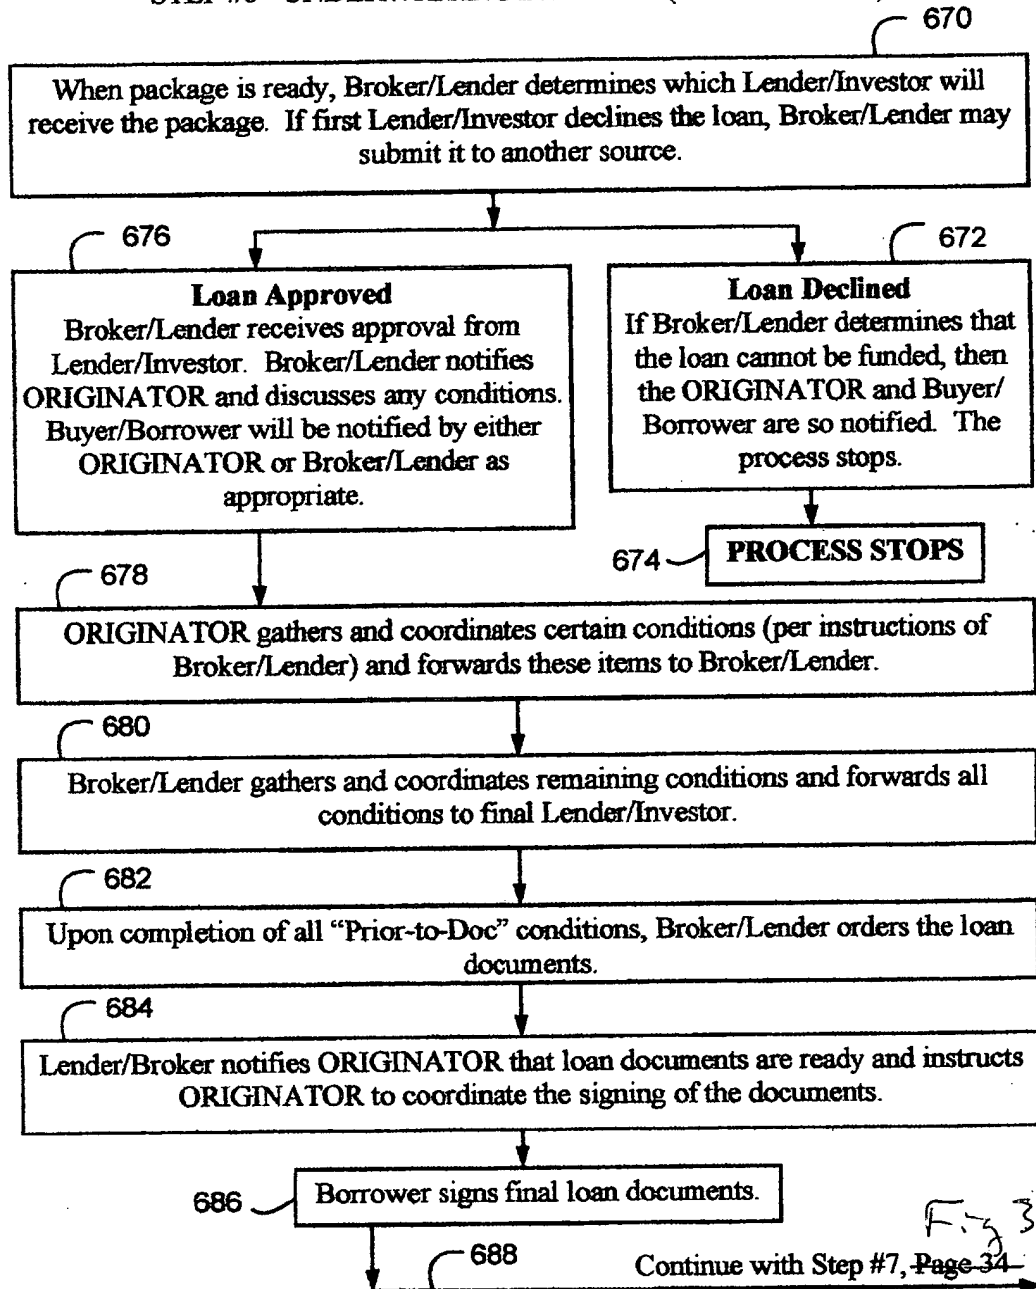 670
When package is ready, Broker/Lender determines which Lender/Investor will
receive the package. If first Lender/Investor declines the loan, Broker/Lender may
submit it to another source.
676
672
Loan Approved
Broker/Lender receives approval from
Lender/Investor. Broker/Lender notifies
ORIGINATOR and discusses any conditions.
Buyer/Borrower will be notified by either
ORIGINATOR or Broker/Lender as
appropriate.
Loan Declined
If Broker/Lender determines that
the loan cannot be funded, then
the ORIGINATOR and Buyer/
Borrower are so notified. The
process stops.
674
PROCESS STOPS
678
ORIGINATOR gathers and coordinates certain conditions (per instructions of
Broker/Lender) and forwards these items to Broker/Lender.
680
Broker/Lender gathers and coordinates remaining conditions and forwards all
conditions to final Lender/Investor.
682
Upon completion of all “Prior-to-Doc” conditions, Broker/Lender orders the loan
documents.
684
Lender/Broker notifies ORIGINATOR that loan documents are ready and instructs
ORIGINATOR to coordinate the signing of the documents.
686
Borrower signs final loan documents.
Fig 3
688
Continue with Step #7, Page 34